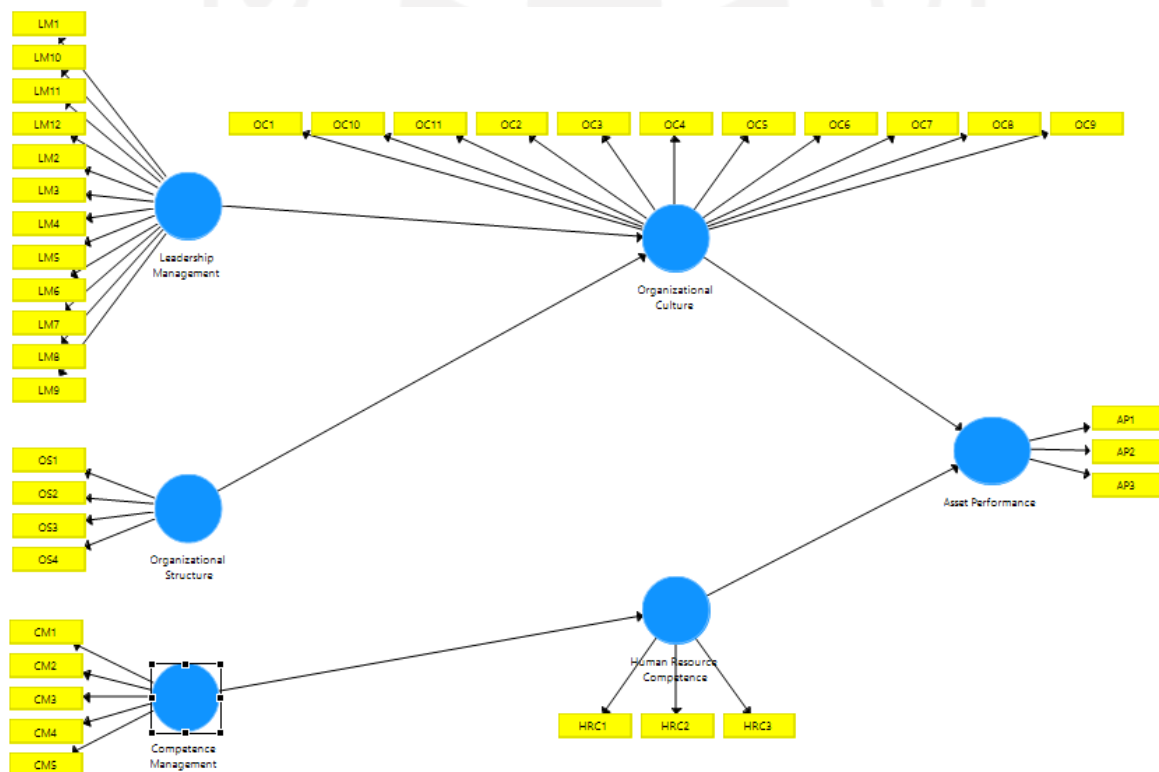 LM1
LM10
LM11
LM12
LM2
LM3
LM4
LM5
LM6
LM7
LM8
LM9
Leadership
Management
OC1
OC10
OC11
OC2
OC3
OC4
OC5
OC6
OC7
OC8
OC9
Organizational
Culture
OS1
OS2
OS3
OS4
Organizational
Structure
AP1
AP2
AP3
Asset Performance
CM1
CM2
CM3
CM4
CM5
Competence
Management
Human Resource
Competence
HRC1
HRC2
HRC3